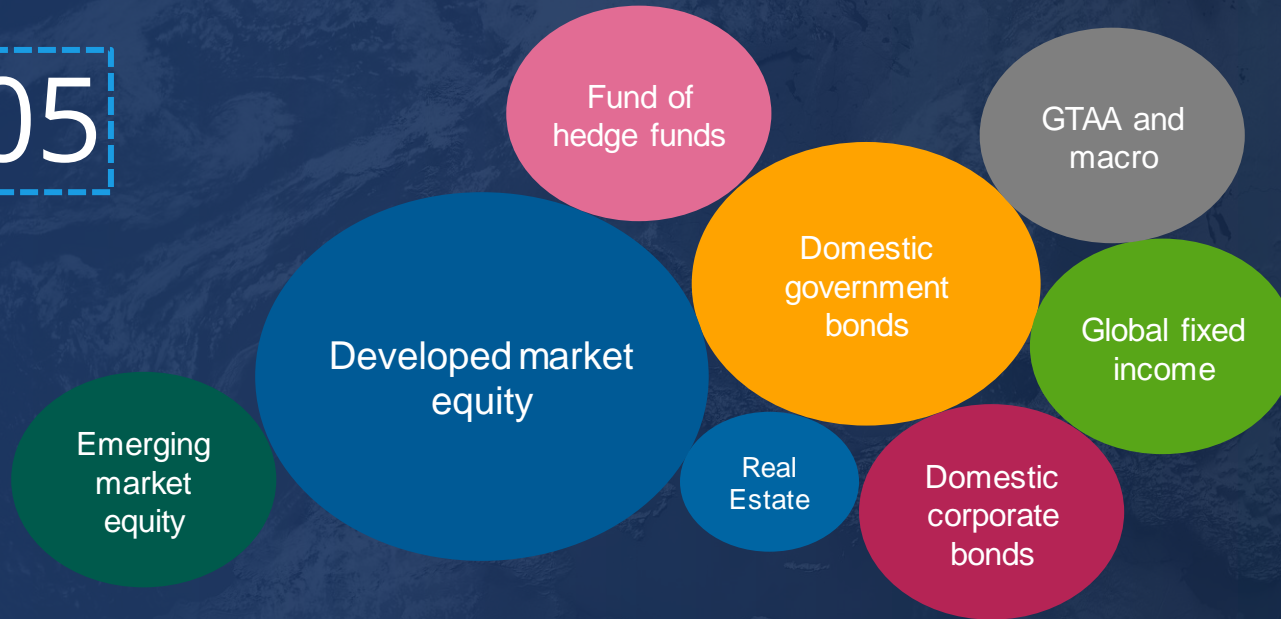 05
Fund of
hedge funds
GTAA and
macro
Domestic
government
bonds
Global fixed
income
Developed market
equity
Emerging
market
equity
Real
Estate
Domestic
corporate
bonds